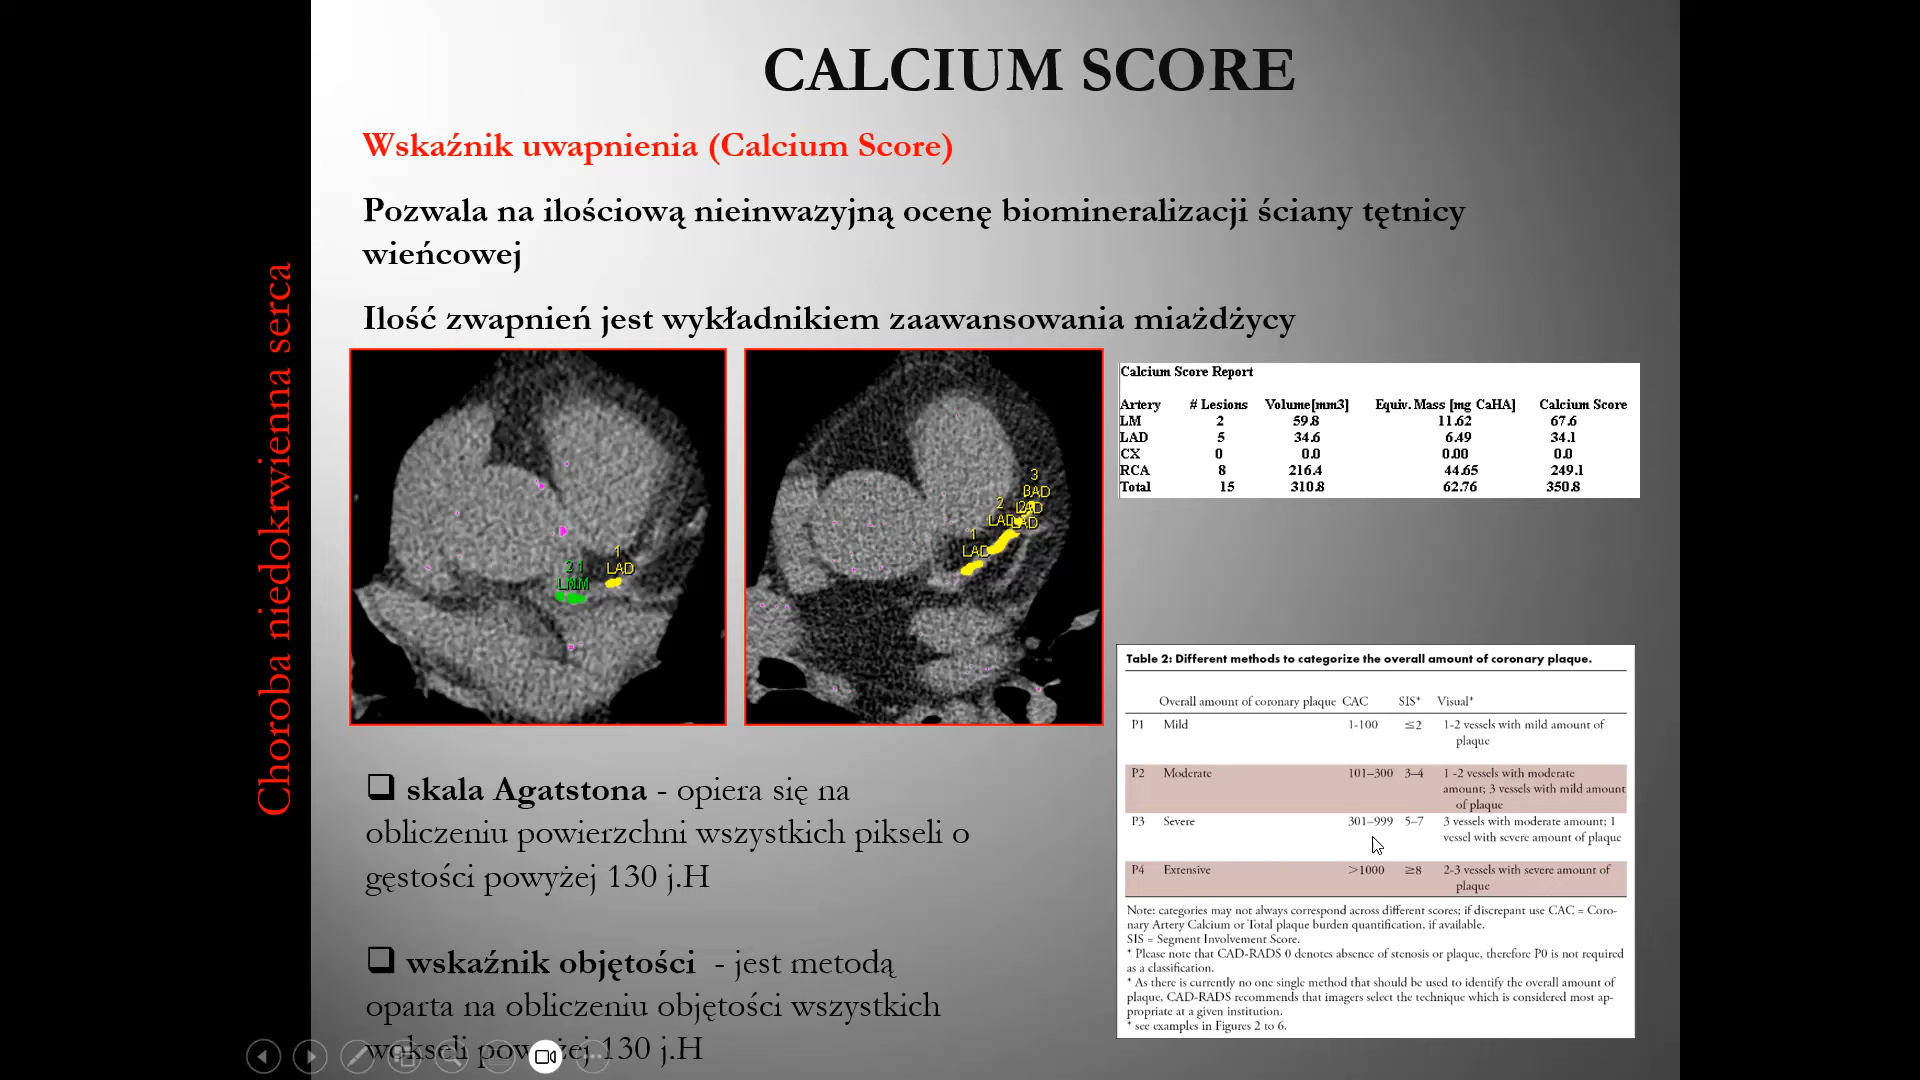 CALCIUM SCORE
Wskaźnik uwapnienia (Calcium Score)
Pozwala na ilościową nieinwazyjną ocenę biomineralizacji ściany tętnicy
wieńcowej
Ilość zwapnień jest wykładnikiem zaawansowania miażdżycy
Choroba niedokrwienna serca
2 1
LM
1
LAD
3
LAD
2
LAD
LAD
1
LAD
Calcium Score Report
Artery # Lesions Volume[mm3] Equiv. Mass [mg CaHA] Calcium Score
LM 2 59.8 11.62 67.6
LAD 5 34.6 6.49 34.1
CX 0 0.0 0.00 0.0
RCA 8 216.4 44.65 249.1
Total 15 310.8 62.76 350.8
skala Agatstona - opiera się na
obliczeniu powierzchni wszystkich pikseli o
gęstości powyżej 130 j.H
wskaźnik objętości - jest metodą
oparta na obliczeniu objętości wszystkich
wokseli powyżej 130 j.H
Table 2: Different methods to categorize the overall amount of coronary plaque.
Overall amount of coronary plaque CAC SIS* Visual*
P1 Mild 1-100 ≤2 1-2 vessels with mild amount of
plaque
P2 Moderate 101–300 3–4 1 -2 vessels with moderate
amount; 3 vessels with mild amount
of plaque
P3 Severe 301–999 5–7 3 vessels with moderate amount; 1
vessel with severe amount of plaque
P4 Extensive >1000 ≥8 2-3 vessels with severe amount of
plaque
Note: categories may not always correspond across different scores; if discrepant use CAC = Coro-
nary Artery Calcium or Total plaque burden quantification, if available.
SIS = Segment Involvement Score.
* Please note that CAD-RADS 0 denotes absence of stenosis or plaque, therefore P0 is not required
as a classification.
* As there is currently no one single method that should be used to identify the overall amount of
plaque, CAD-RADS recommends that imagers select the technique which is considered most ap-
propriate at a given institution.
* see examples in Figures 2 to 6.